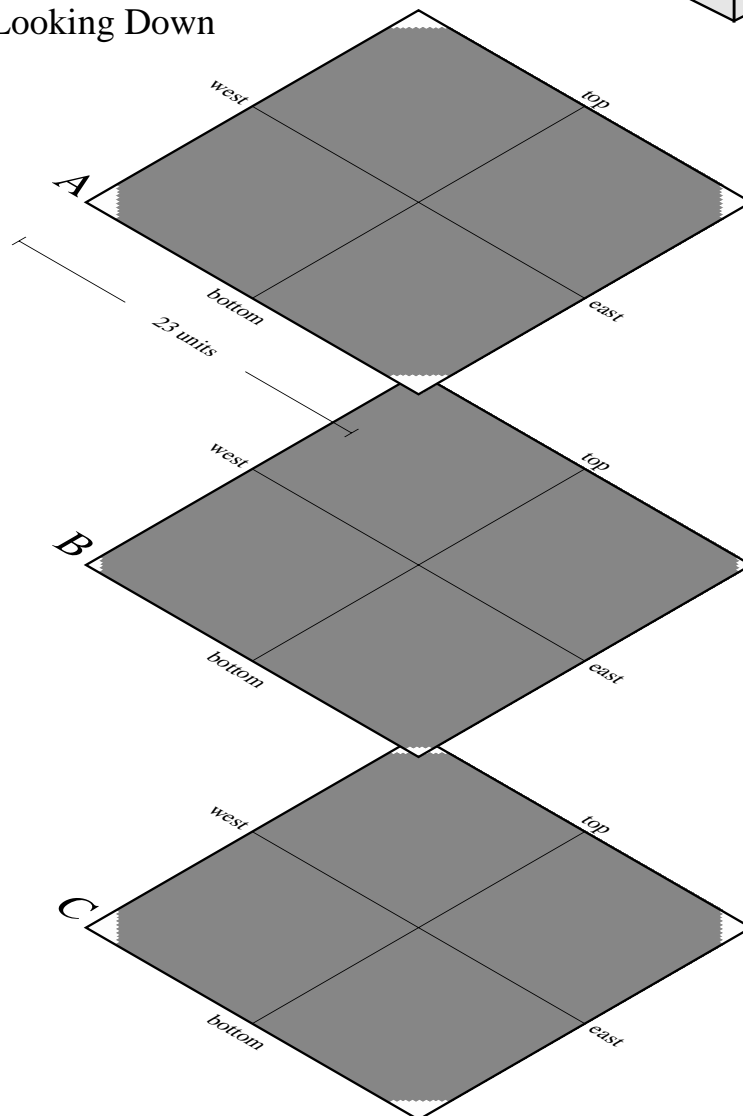 Looking Down
west
top
A
bottom
east
23 units
west
top
B
bottom
east
west
top
C
bottom
east